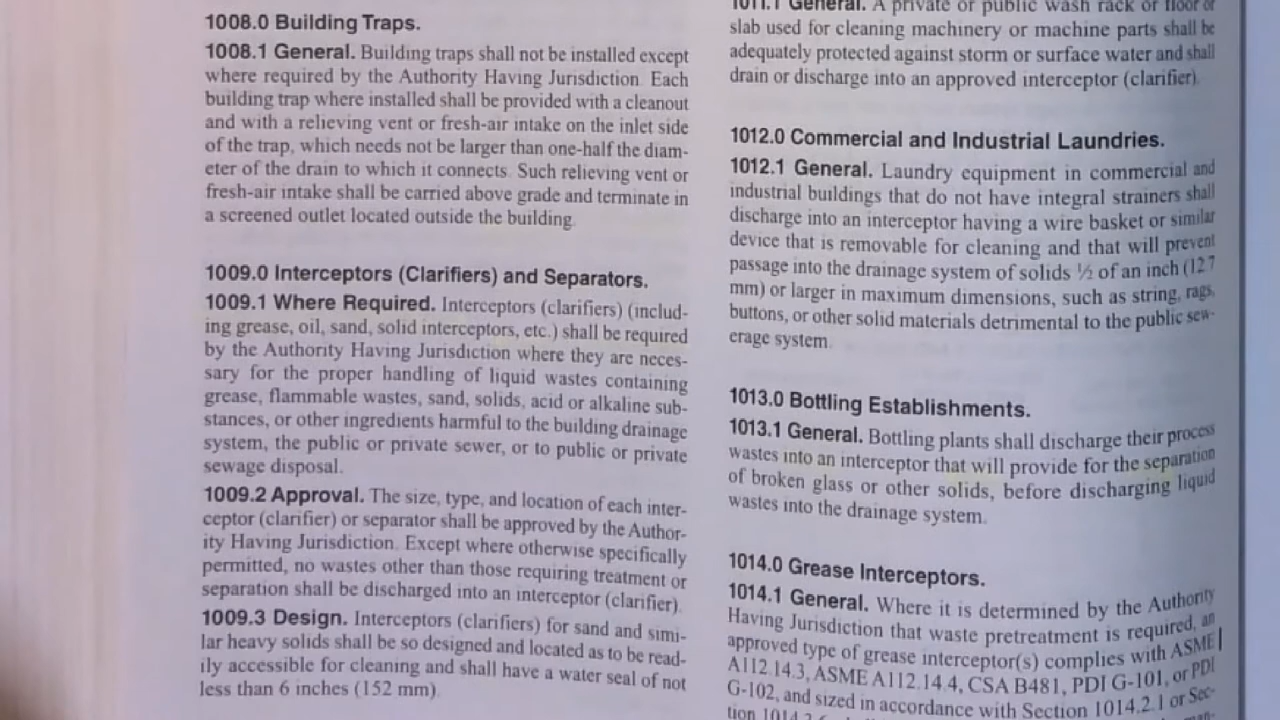 1008.0 Building Traps.
1008.1 General. Building traps shall not be installed except
where required by the Authority Having Jurisdiction. Each
building trap where installed shall be provided with a cleanout
and with a relieving vent or fresh-air intake on the inlet side
of the trap, which needs not be larger than one-half the diam-
eter of the drain to which it connects. Such relieving vent or
fresh-air intake shall be carried above grade and terminate in
a screened outlet located outside the building.
1009.0 Interceptors (Clarifiers) and Separators.
1009.1 Where Required. Interceptors (clarifiers) (includ-
ing grease, oil, sand, solid interceptors, etc.) shall be required
by the Authority Having Jurisdiction where they are neces-
sary for the proper handling of liquid wastes containing
grease, flammable wastes, sand, solids, acid or alkaline sub-
stances, or other ingredients harmful to the building drainage
system, the public or private sewer, or to public or private
sewage disposal.
1009.2 Approval. The size, type, and location of each inter-
ceptor (clarifier) or separator shall be approved by the Author-
ity Having Jurisdiction. Except where otherwise specifically
permitted, no wastes other than those requiring treatment or
separation shall be discharged into an interceptor (clarifier).
1009.3 Design. Interceptors (clarifiers) for sand and simi-
lar heavy solids shall be so designed and located as to be read-
ily accessible for cleaning and shall have a water seal of not
less than 6 inches (152 mm).
1011.1 General. A private or public wash rack or floor or
slab used for cleaning machinery or machine parts shall be
adequately protected against storm or surface water and shall
drain or discharge into an approved interceptor (clarifier).
1012.0 Commercial and Industrial Laundries.
1012.1 General. Laundry equipment in commercial and
industrial buildings that do not have integral strainers shall
discharge into an interceptor having a wire basket or similar
device that is removable for cleaning and that will prevent
passage into the drainage system of solids ½ of an inch (12.7
mm) or larger in maximum dimensions, such as string, rags,
buttons, or other solid materials detrimental to the public sew-
erage system.
1013.0 Bottling Establishments.
1013.1 General. Bottling plants shall discharge their process
wastes into an interceptor that will provide for the separation
of broken glass or other solids, before discharging liquid
wastes into the drainage system.
1014.0 Grease Interceptors.
1014.1 General. Where it is determined by the Authority
Having Jurisdiction that waste pretreatment is required, an
approved type of grease interceptor(s) complies with ASME
A112.14.3, ASME A112.14.4, CSA B481, PDI G-101, or PDI
G-102, and sized in accordance with Section 1014.2.1 or Sec-
tion 1014.3.6